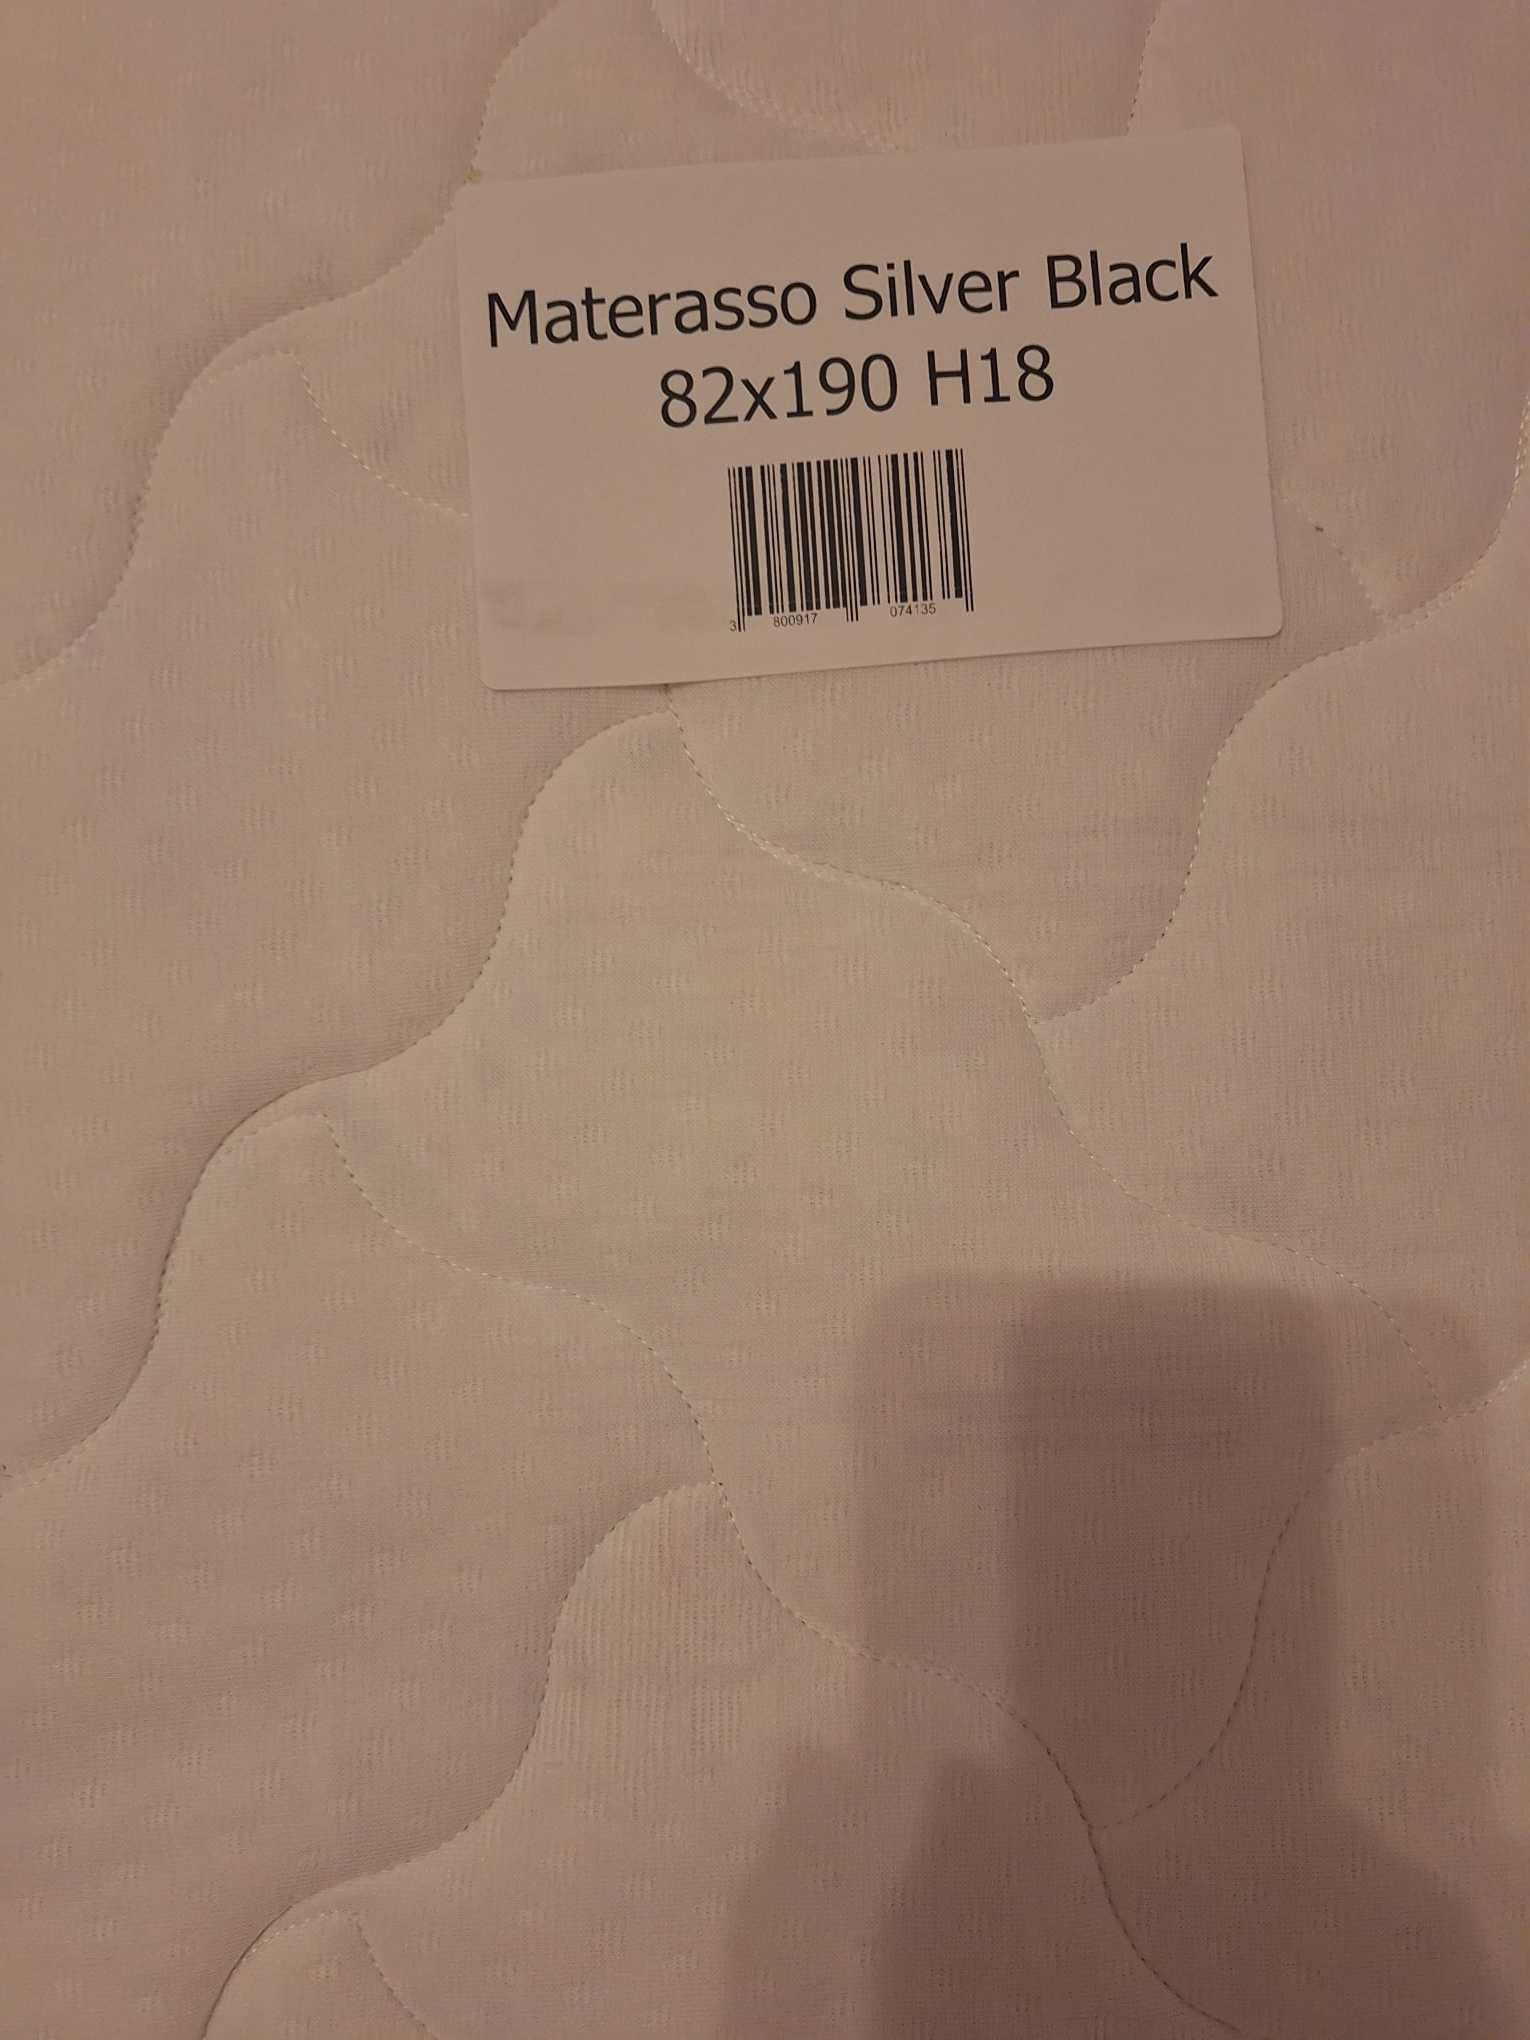 Materasso Silver Black
82x190 H18
3 800917 074135